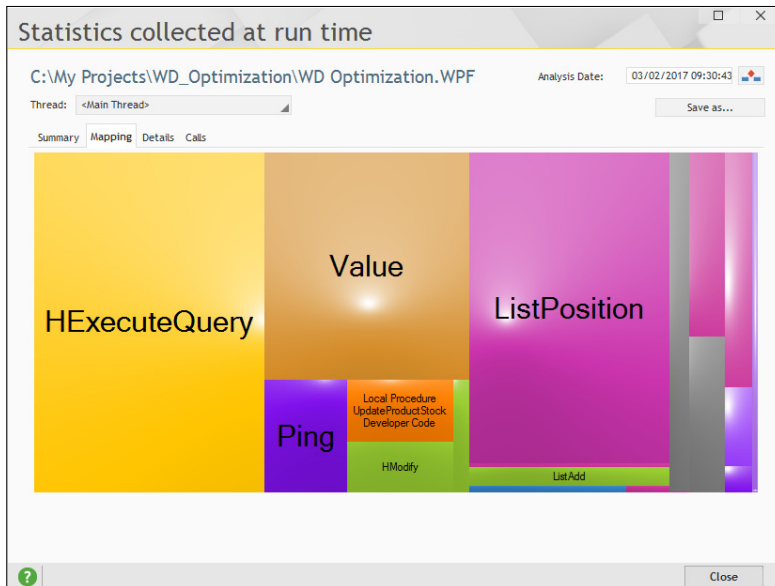 Statistics collected at run time
C:\My Projects\WD_Optimization\WD Optimization.WPF
Analysis Date:
03/02/2017 09:30:43
Thread:
<Main Thread>
Save as...
Summary
Mapping
Details
Calls
HExecuteQuery
Value
ListPosition
Ping
Local Procedure
UpdateProductStock
Developer Code
HModify
ListAdd
?
Close